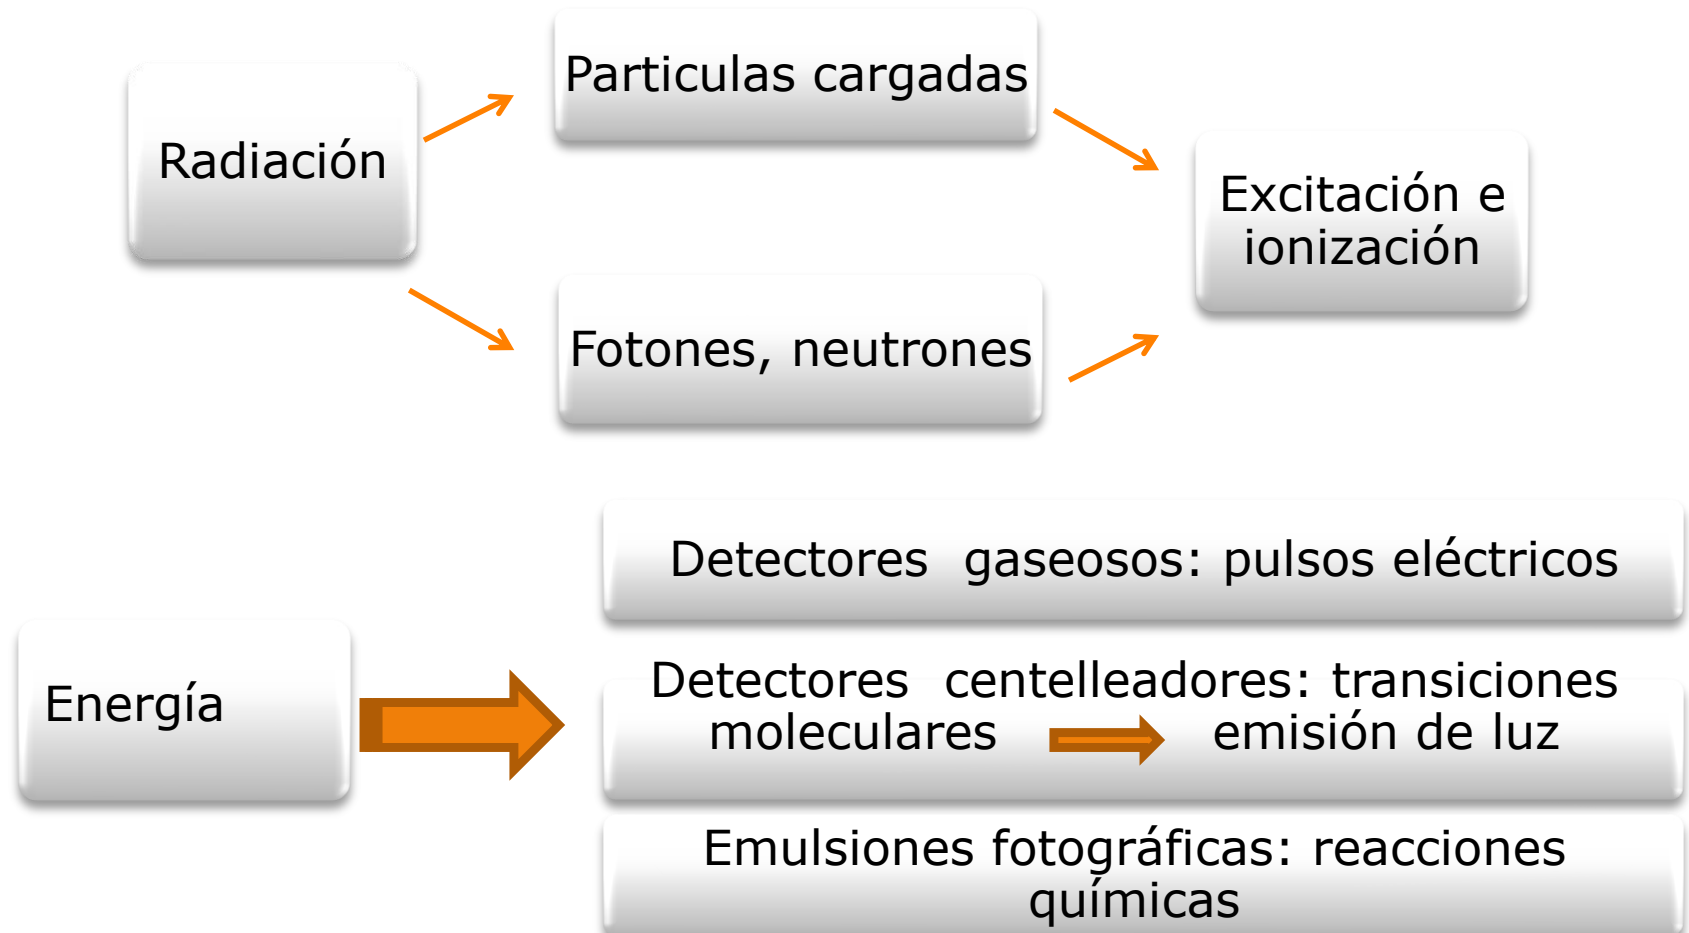 Particulas cargadas
Radiación
Excitación e
ionización
Fotones, neutrones
Detectores  gaseosos: pulsos eléctricos
Energía
Detectores  centelleadores: transiciones
moleculares emisión de luz
Emulsiones fotográficas: reacciones
químicas